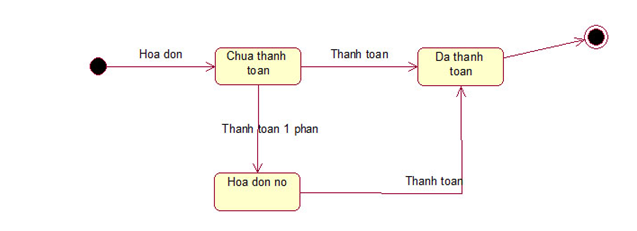 Hoa don
Chua thanh
toan
Thanh toan
Da thanh
toan
Thanh toan 1 phan
Hoa don no
Thanh toan